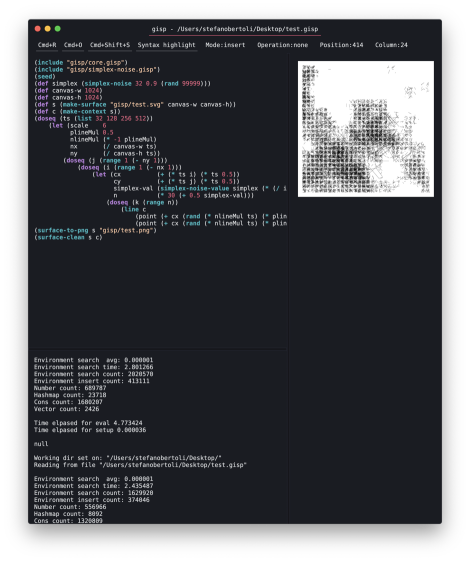 gisp - /Users/stefanobertoli/Desktop/test.gisp
Cmd+R Cmd+O Cmd+Shift+S Syntax highlight Mode:insert Operation:none Position:414 Column:24
(include "gisp/core.gisp")
(include "gisp/simplex-noise.gisp")
(seed)
(def simplex (simplex-noise 32 0.9 (rand 99999)))
(def canvas-w 1024)
(def canvas-h 1024)
(def s (make-surface "gisp/test.svg" canvas-w canvas-h))
(def c (make-context s))
(doseq (ts (list 32 128 256 512))
(let (scale 6
plineMul 0.5
nlineMul (* -1 plineMul)
nx (/ canvas-w ts)
ny (/ canvas-h ts))
(doseq (j (range 1 (- ny 1)))
(doseq (i (range 1 (- nx 1)))
(let (cx (+ (* ts i) (* ts 0.5))
cy (+ (* ts j) (* ts 0.5))
simplex-val (simplex-noise-value simplex (* (/ i
n (* 30 (+ 0.5 simplex-val)))
(doseq (k (range n))
(line c
(point (+ cx (rand (* nlineMul ts) (* plin
(point (+ cx (rand (* nlineMul ts) (* plin
(surface-to-png s "gisp/test.png")
(surface-clean s c)
Environment search avg: 0.000001
Environment search time: 2.801266
Environment search count: 2020570
Environment insert count: 413111
Number count: 689787
Hashmap count: 23718
Cons count: 1680207
Vector count: 2426
Time elpased for eval 4.773424
Time elpased for setup 0.000036
null
Working dir set on: "/Users/stefanobertoli/Desktop/"
Reading from file "/Users/stefanobertoli/Desktop/test.gisp"
Environment search avg: 0.000001
Environment search time: 2.435487
Environment search count: 1629920
Environment insert count: 374046
Number count: 556966
Hashmap count: 8092
Cons count: 1320809